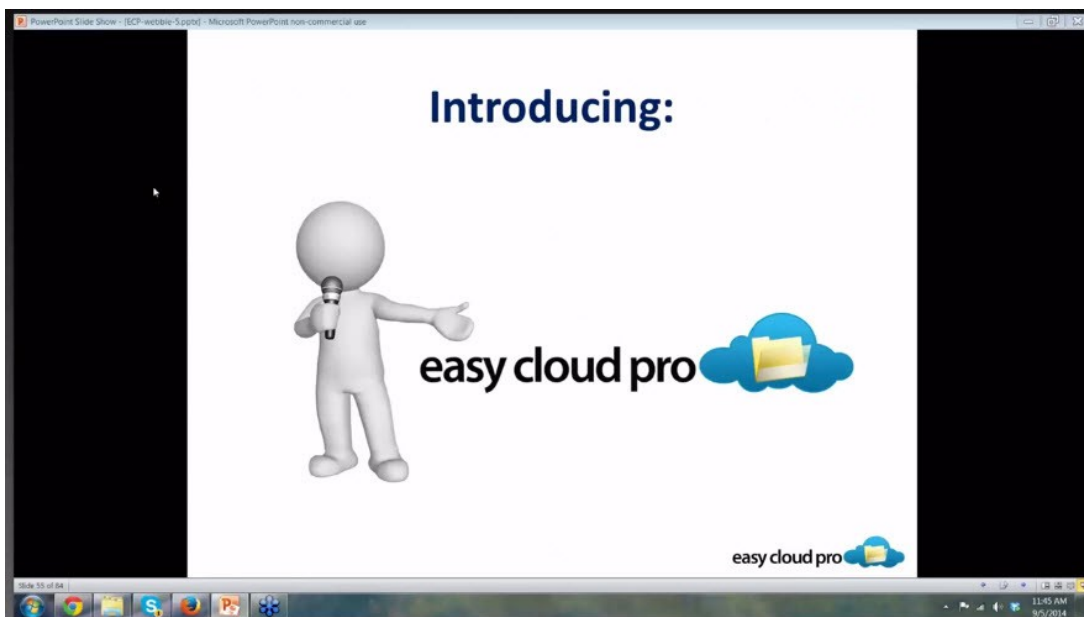 PowerPoint Slide Show - [ECP-webbie-5.pptx] - Microsoft PowerPoint non-commercial use
Introducing:
easy cloud pro
easy cloud pro
Slide 55 of 64
11:45 AM
9/5/2014